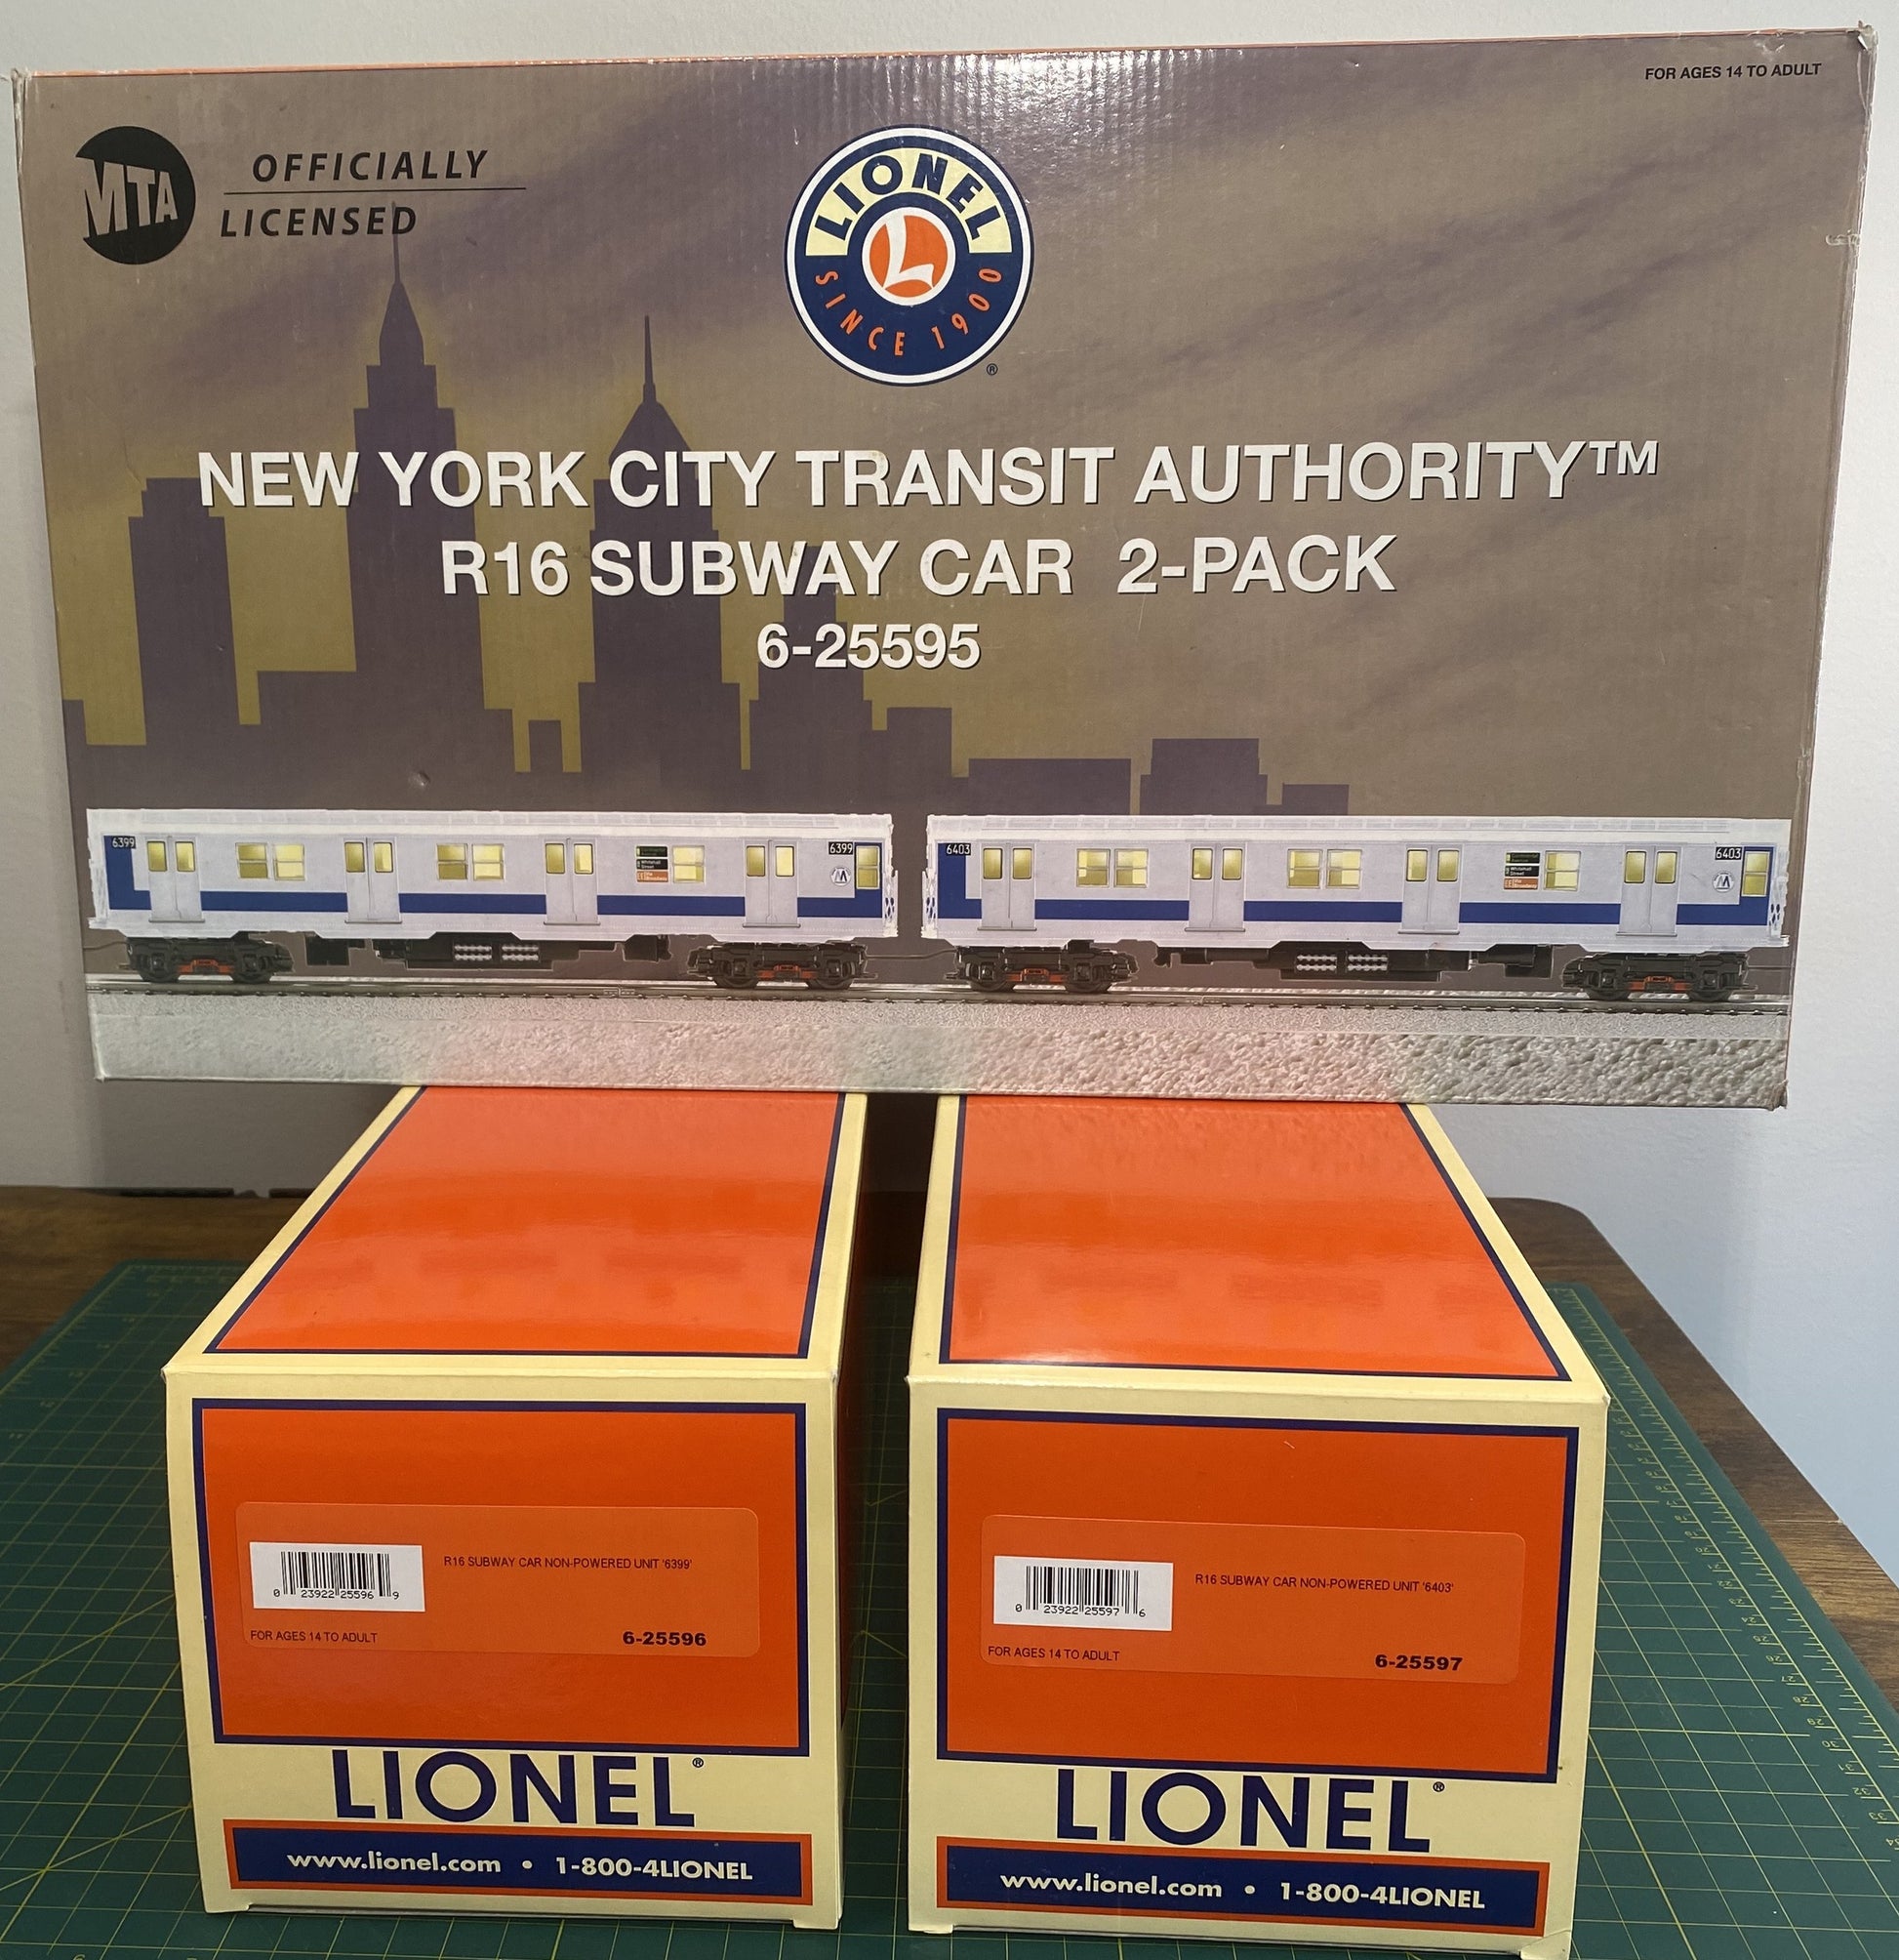 FOR AGES 14 TO ADULT
MTA
OFFICIALLY
LICENSED
LIONEL
L
SINCE 1900
®
NEW YORK CITY TRANSIT AUTHORITY™
R16 SUBWAY CAR 2-PACK
6-25595
6399
6399
6403
6403
R16 SUBWAY CAR NON-POWERED UNIT '6399'
0 23922 25596 9
FOR AGES 14 TO ADULT
6-25596
LIONEL®
www.lionel.com • 1-800-4LIONEL
R16 SUBWAY CAR NON-POWERED UNIT '6403'
0 23922 25597 6
FOR AGES 14 TO ADULT
6-25597
LIONEL®
www.lionel.com • 1-800-4LIONEL